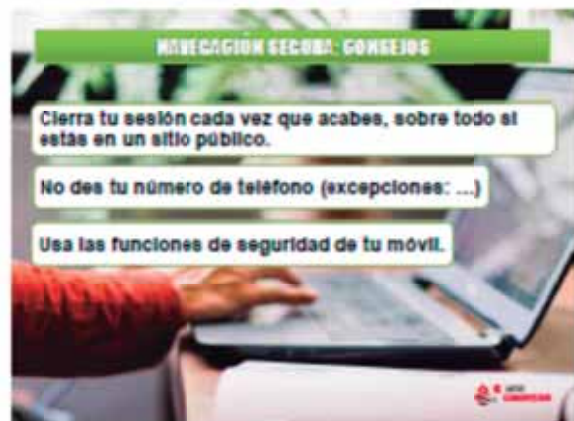 NAVEGACIÓN SEGURA: CONSEJOS
Cierra tu sesión cada vez que acabes, sobre todo si
estás en un sitio público.
No des tu número de teléfono (excepciones: ...)
Usa las funciones de seguridad de tu móvil.